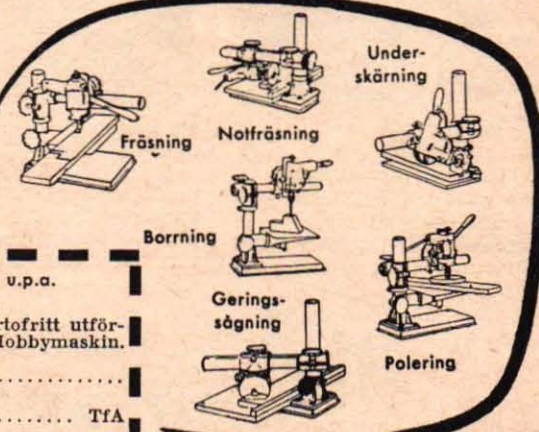 Under-
skärning
Fräsning
Notfräsning
Borrning
Gerings-
sågning
Polering
u.p.a.
rtofritt utför-
Hobbymaskin.
TfA